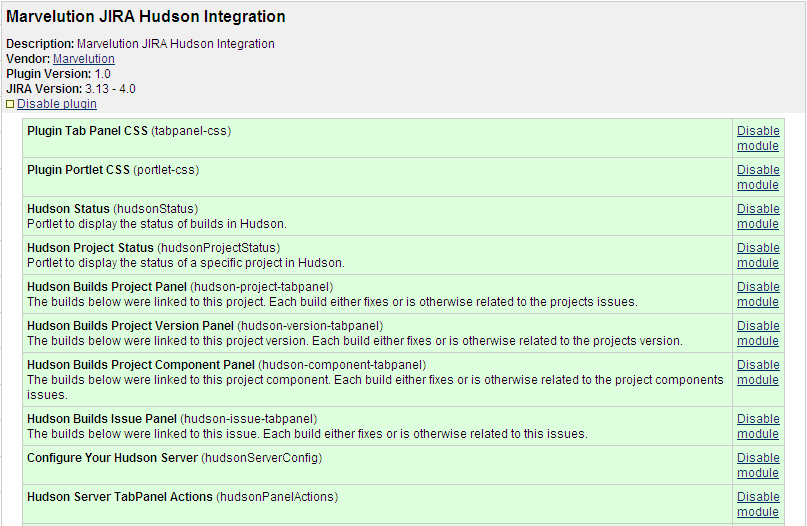 Marvelution JIRA Hudson Integration
Description: Marvelution JIRA Hudson Integration
Vendor: Marvelution
Plugin Version: 1.0
JIRA Version: 3.13 - 4.0
Disable plugin
Plugin Tab Panel CSS (tabpanel-css)
Disable
module
Plugin Portlet CSS (portlet-css)
Disable
module
Hudson Status (hudsonStatus)
Portlet to display the status of builds in Hudson.
Disable
module
Hudson Project Status (hudsonProjectStatus)
Portlet to display the status of a specific project in Hudson.
Disable
module
Hudson Builds Project Panel (hudson-project-tabpanel)
The builds below were linked to this project. Each build either fixes or is otherwise related to the projects issues.
Disable
module
Hudson Builds Project Version Panel (hudson-version-tabpanel)
The builds below were linked to this project version. Each build either fixes or is otherwise related to the projects version.
Disable
module
Hudson Builds Project Component Panel (hudson-component-tabpanel)
The builds below were linked to this project component. Each build either fixes or is otherwise related to the project components
issues.
Disable
module
Hudson Builds Issue Panel (hudson-issue-tabpanel)
The builds below were linked to this issue. Each build either fixes or is otherwise related to this issues.
Disable
module
Configure Your Hudson Server (hudsonServerConfig)
Disable
module
Hudson Server TabPanel Actions (hudsonPanelActions)
Disable
module